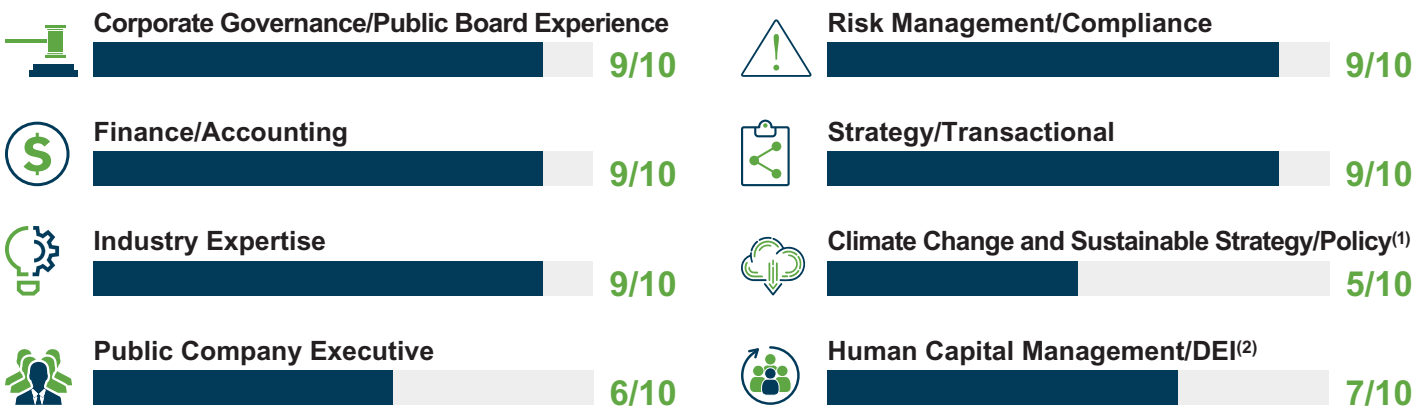 Corporate Governance/Public Board Experience
9/10
Finance/Accounting
9/10
Industry Expertise
9/10
Public Company Executive
6/10
Risk Management/Compliance
9/10
Strategy/Transactional
9/10
Climate Change and Sustainable Strategy/Policy(1)
5/10
Human Capital Management/DEI(2)
7/10